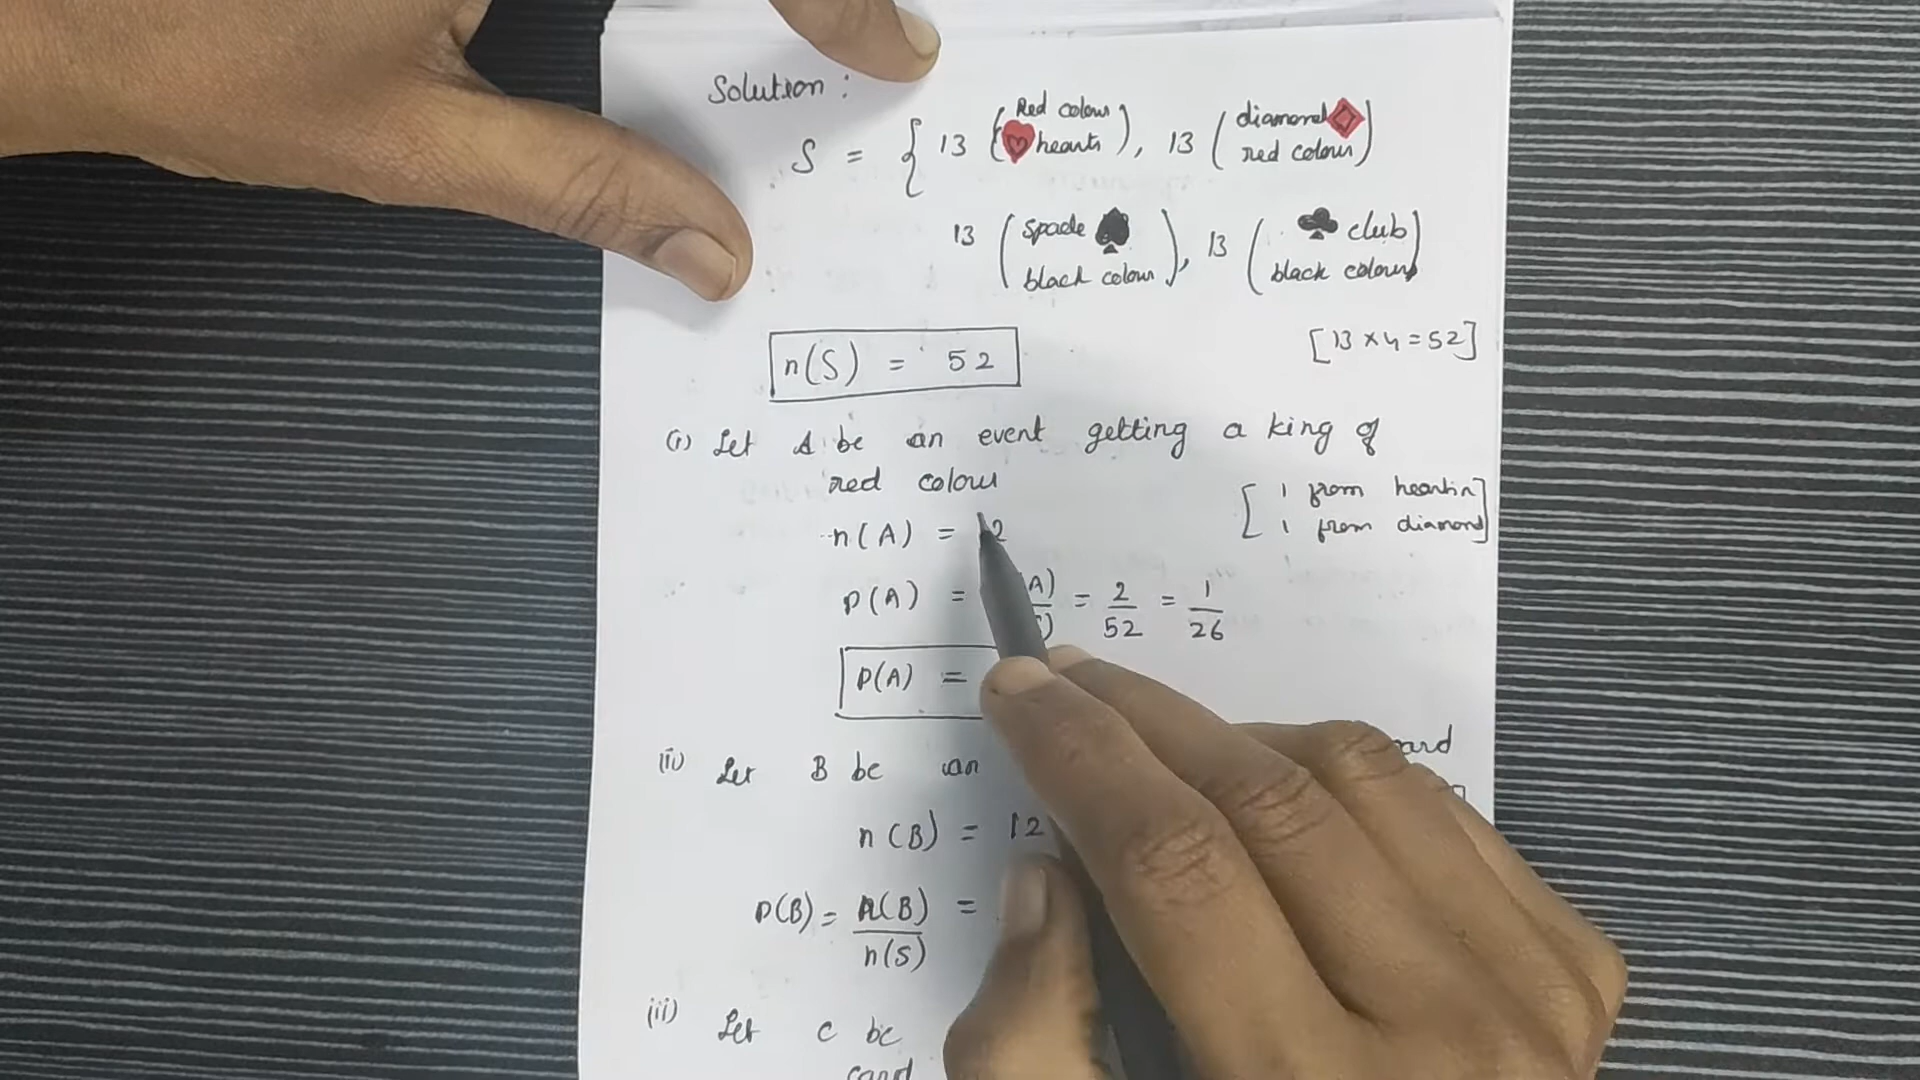 Solution :
S = { 13 ( Red colour hearts ), 13 ( diamond red colour )
13 ( spade black colour ), 13 ( club black colour )
n(S) = 52
[13 x 4 = 52]
(i) Let A be an event getting a king of
red colour
[ 1 from heartin
1 from diamond ]
n(A) = 2
P(A) = A) = 2/52 = 1/26
P(A) =
(ii) Let B be an ard
n(B) = 12
P(B) = n(B)/n(S) =
(iii) Let C be
card